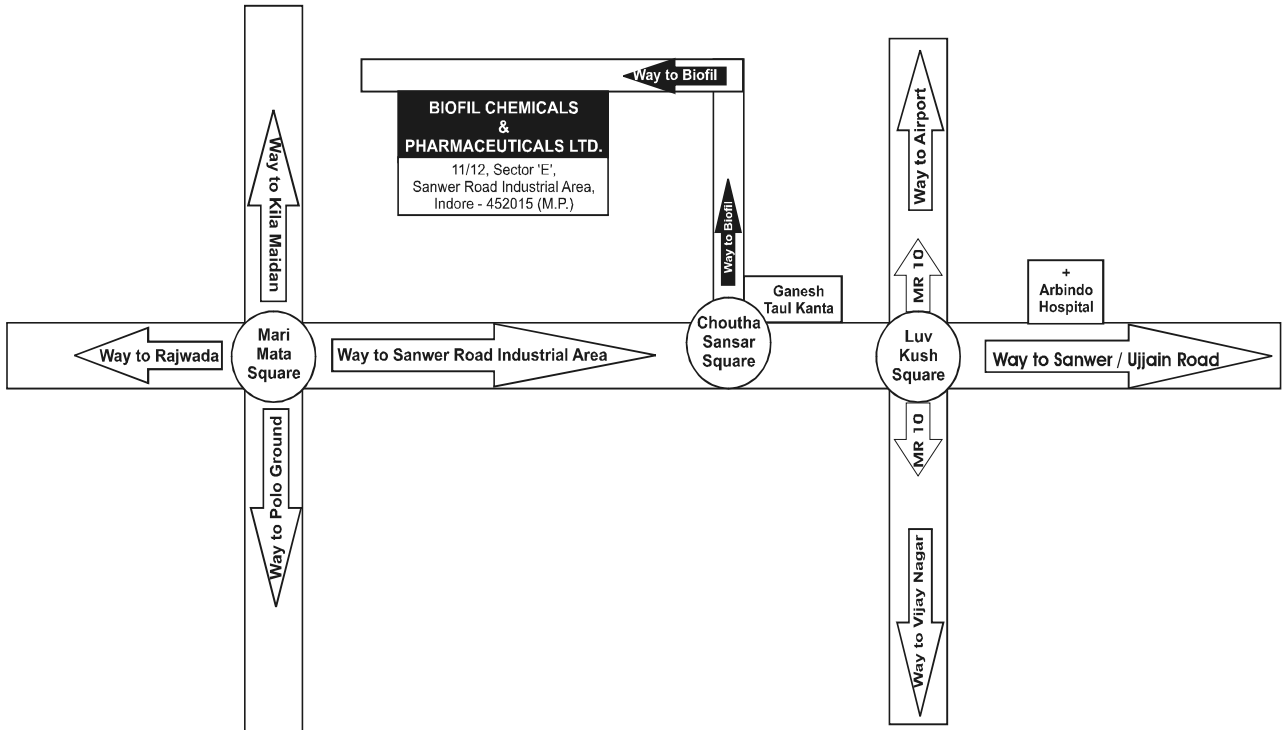 Way to Biofil
BIOFIL CHEMICALS
&
PHARMACEUTICALS LTD.
11/12, Sector 'E',
Sanwer Road Industrial Area,
Indore - 452015 (M.P.)
Way to Kila Maidan
Way to Biofil
Way to Airport
MR 10
Ganesh
Taul Kanta
+
Arbindo
Hospital
Way to Rajwada
Mari
Mata
Square
Way to Sanwer Road Industrial Area
Choutha
Sansar
Square
Luv
Kush
Square
Way to Sanwer / Ujjain Road
Way to Polo Ground
MR 10
Way to Vijay Nagar